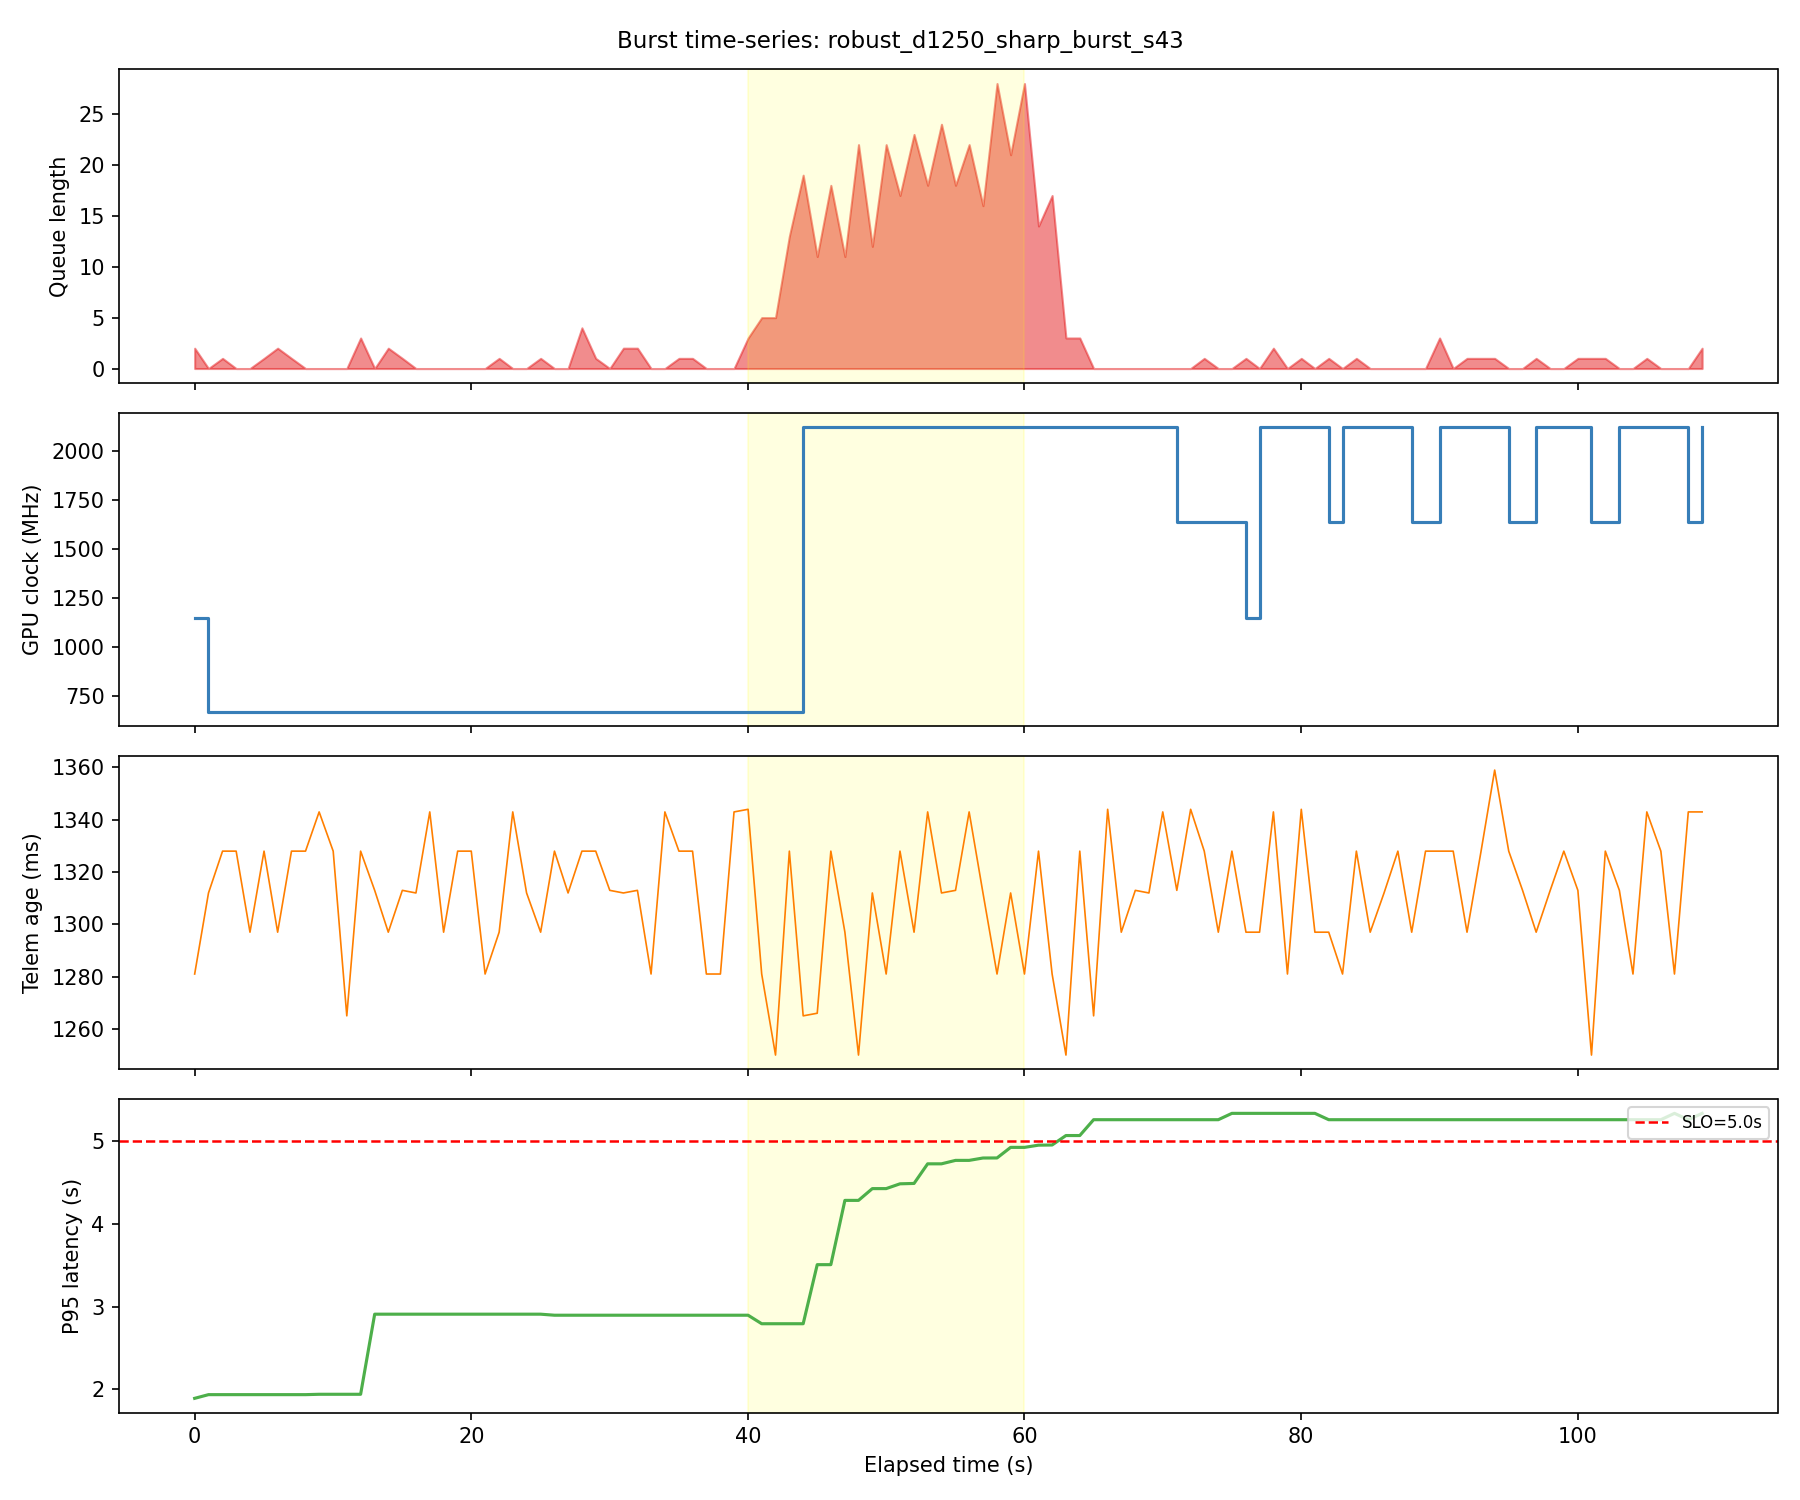 Burst time-series: robust_d1250_sharp_burst_s43
25
20
15
10
5
0
Queue length
2000
1750
1500
1250
1000
750
GPU clock (MHz)
1360
1340
1320
1300
1280
1260
Telem age (ms)
5
4
3
2
P95 latency (s)
SLO=5.0s
0 20 40 60 80 100
Elapsed time (s)